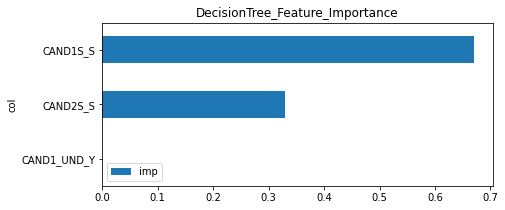 DecisionTree_Feature_Importance
CAND1S_S
CAND2S_S
CAND1_UND_Y
col
imp
0.0 0.1 0.2 0.3 0.4 0.5 0.6 0.7